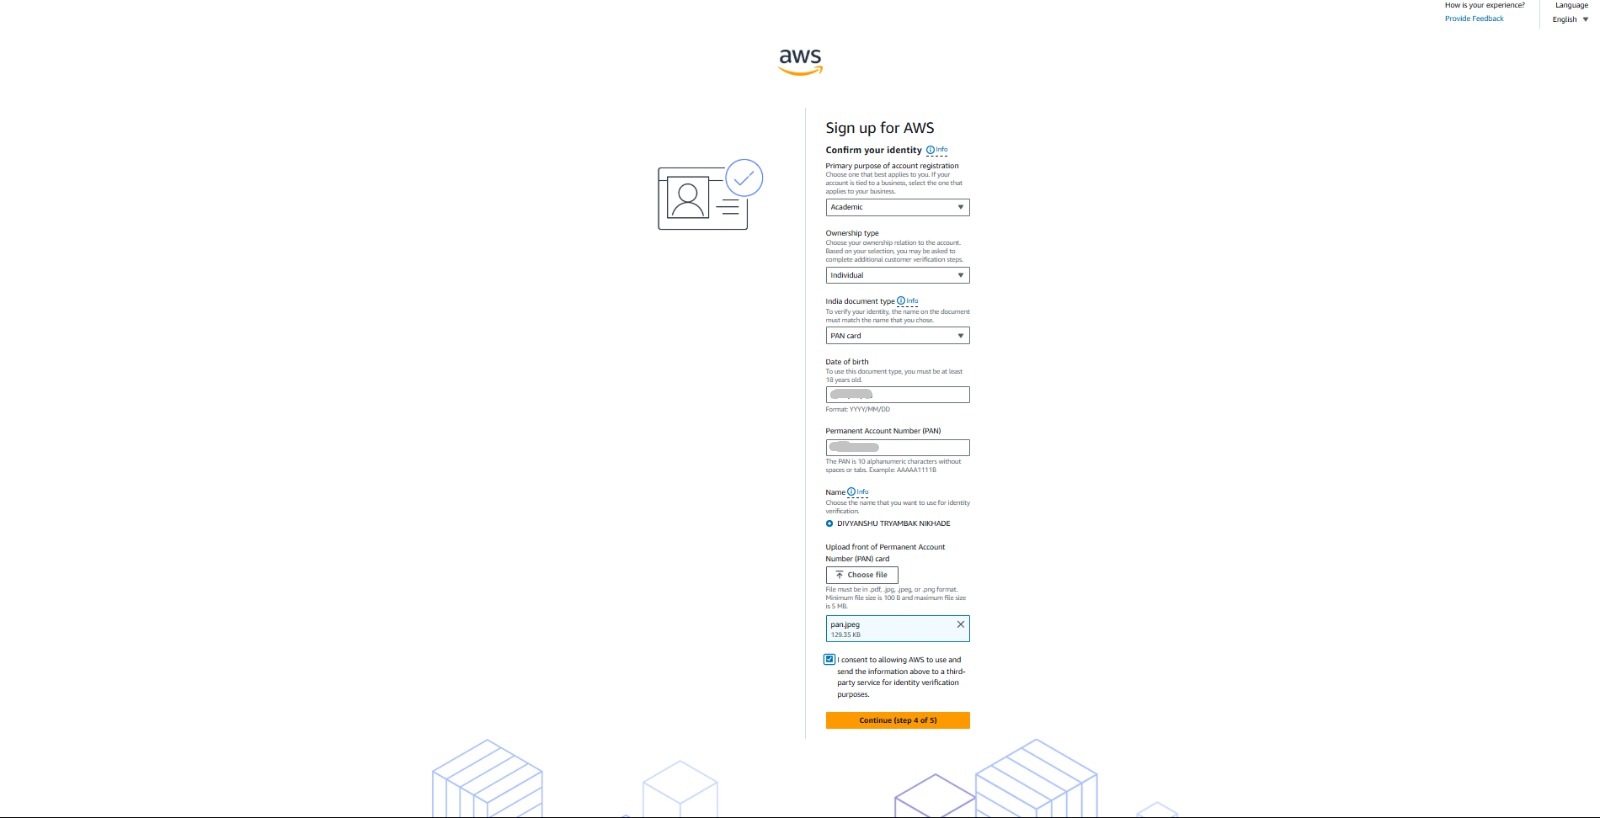 How is your experience?
Provide Feedback
Language
English
aws
Sign up for AWS
Confirm your identity Info
Primary purpose of account registration
Choose one that best applies to you. If your
account is tied to a business, select the one that
applies to your business.
Academic
Ownership type
Choose your ownership relation to the account.
Based on your selection, you may be asked to
complete additional customer verification steps.
Individual
India document type Info
To verify your identity, the name on the document
must match the name that you chose.
PAN card
Date of birth
To use this document type, you must be at least
18 years old.
Format: YYYY/MM/DD
Permanent Account Number (PAN)
The PAN is 10 alphanumeric characters without
spaces or tabs. Example: AAAAA1111B
Name Info
Choose the name that you want to use for identity
verification.
DIVYANSHU TRYAMBAK NIKHADE
Upload front of Permanent Account
Number (PAN) card
Choose file
File must be in .pdf, .jpg, .jpeg, or .png format.
Minimum file size is 100 B and maximum file size
is 5 MB.
pan.jpeg
129.35 KB
I consent to allowing AWS to use and
send the information above to a third-
party service for identity verification
purposes.
Continue (step 4 of 5)